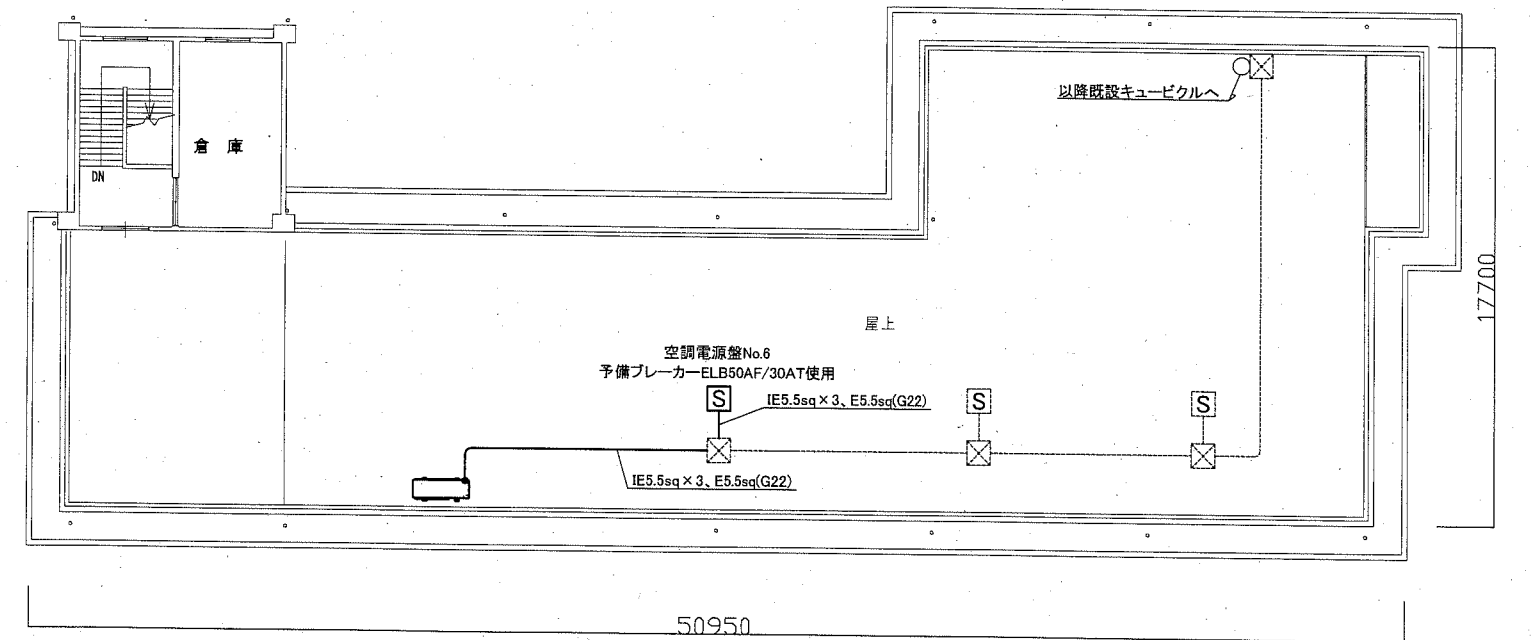 以降既設キュービクルへ
倉 庫
DN
17700
屋上
空調電源盤No.6
予備ブレーカーELB50AF/30AT使用
S
IE5.5sq×3、E5.5sq(G22)
S
S
IE5.5sq×3、E5.5sq(G22)
50950